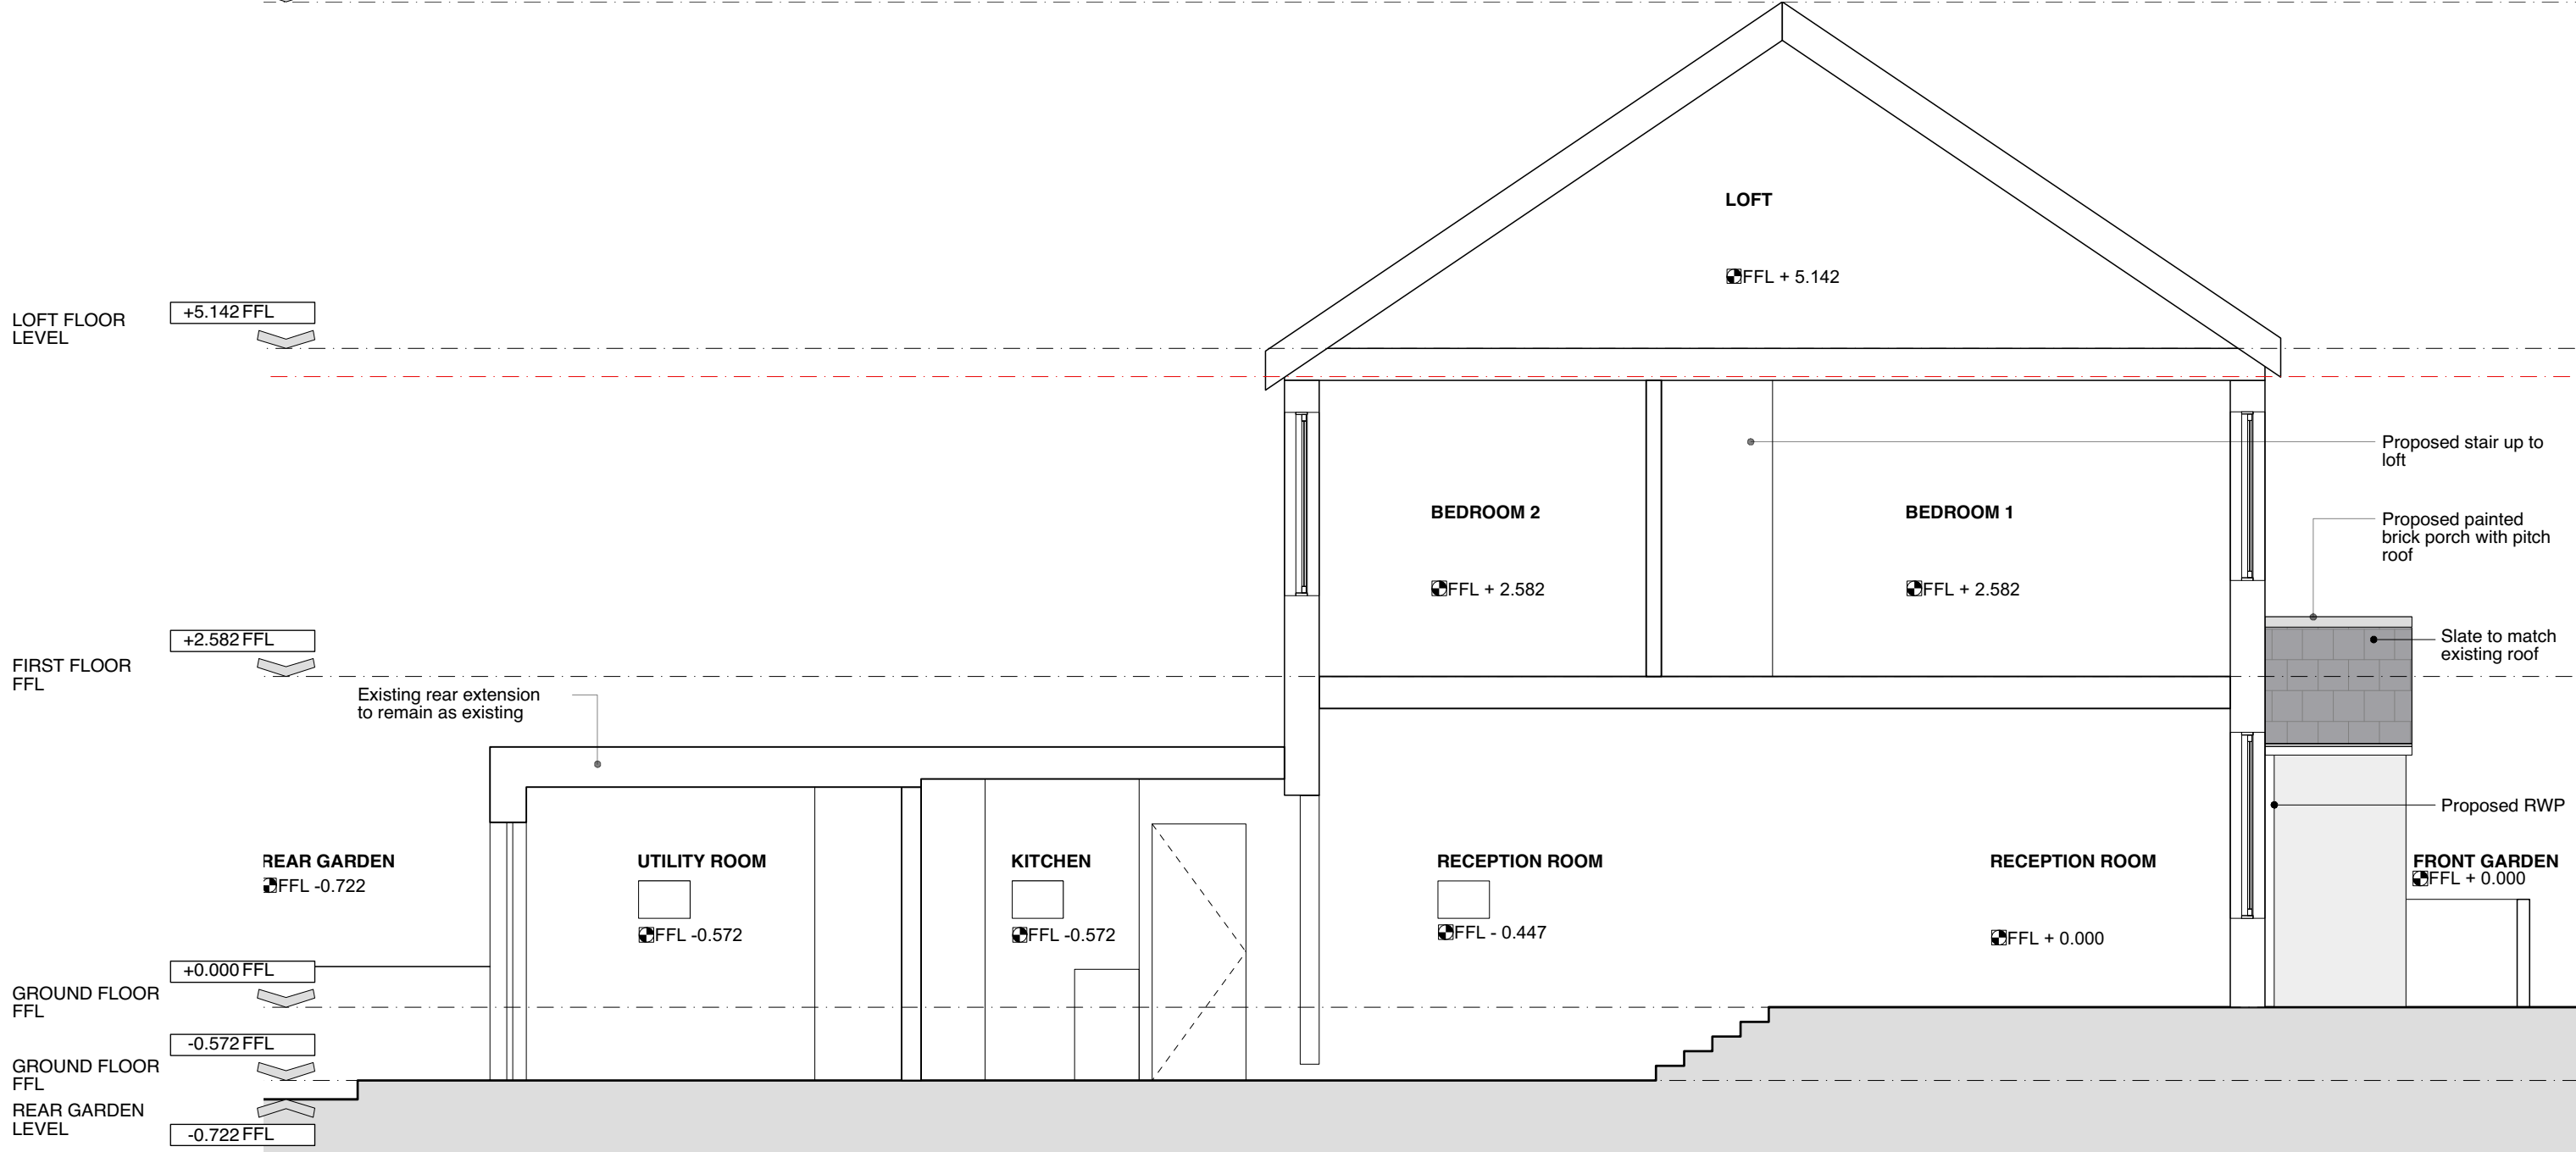 LOFT
FFL + 5.142
+5.142 FFL
LOFT FLOOR
LEVEL
Proposed stair up to
loft
BEDROOM 2
FFL + 2.582
BEDROOM 1
FFL + 2.582
Proposed painted
brick porch with pitch
roof
Slate to match
existing roof
+2.582 FFL
FIRST FLOOR
FFL
Existing rear extension
to remain as existing
Proposed RWP
REAR GARDEN
FFL -0.722
UTILITY ROOM
FFL -0.572
KITCHEN
FFL -0.572
RECEPTION ROOM
FFL - 0.447
RECEPTION ROOM
FFL + 0.000
FRONT GARDEN
FFL + 0.000
+0.000 FFL
GROUND FLOOR
FFL
-0.572 FFL
GROUND FLOOR
FFL
REAR GARDEN
LEVEL
-0.722 FFL